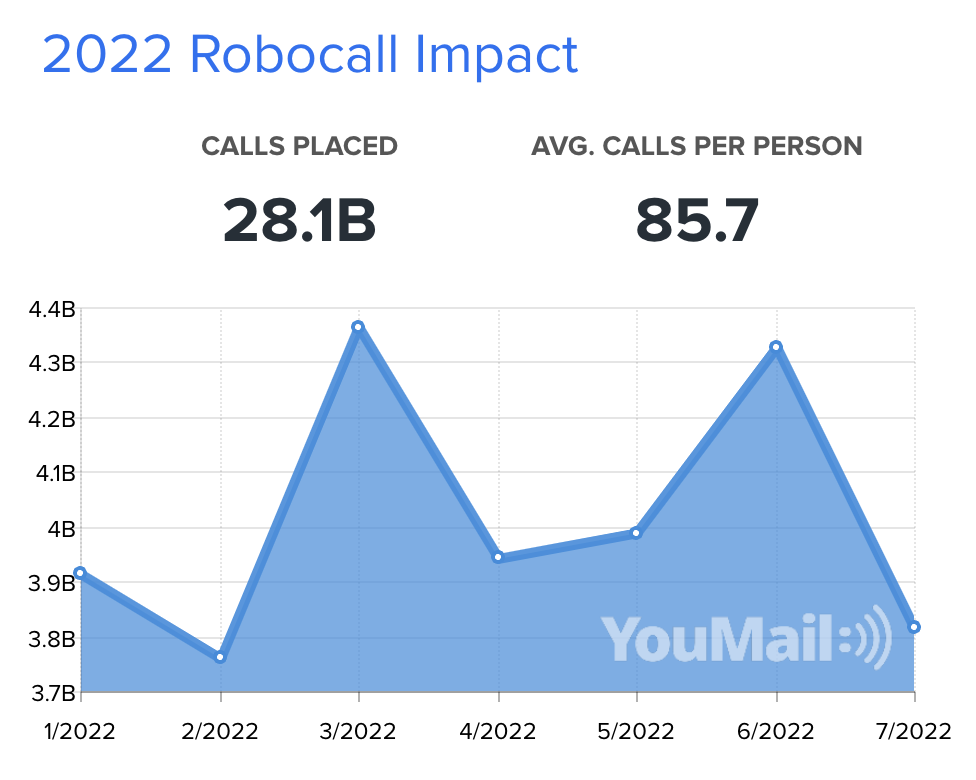 2022 Robocall Impact
CALLS PLACED
AVG. CALLS PER PERSON
28.1B
85.7
4.4B
4.3B
4.2B
4.1B
4B
3.9B
3.8B
3.7B
YouMail
1/2022
2/2022
3/2022
4/2022
5/2022
6/2022
7/2022